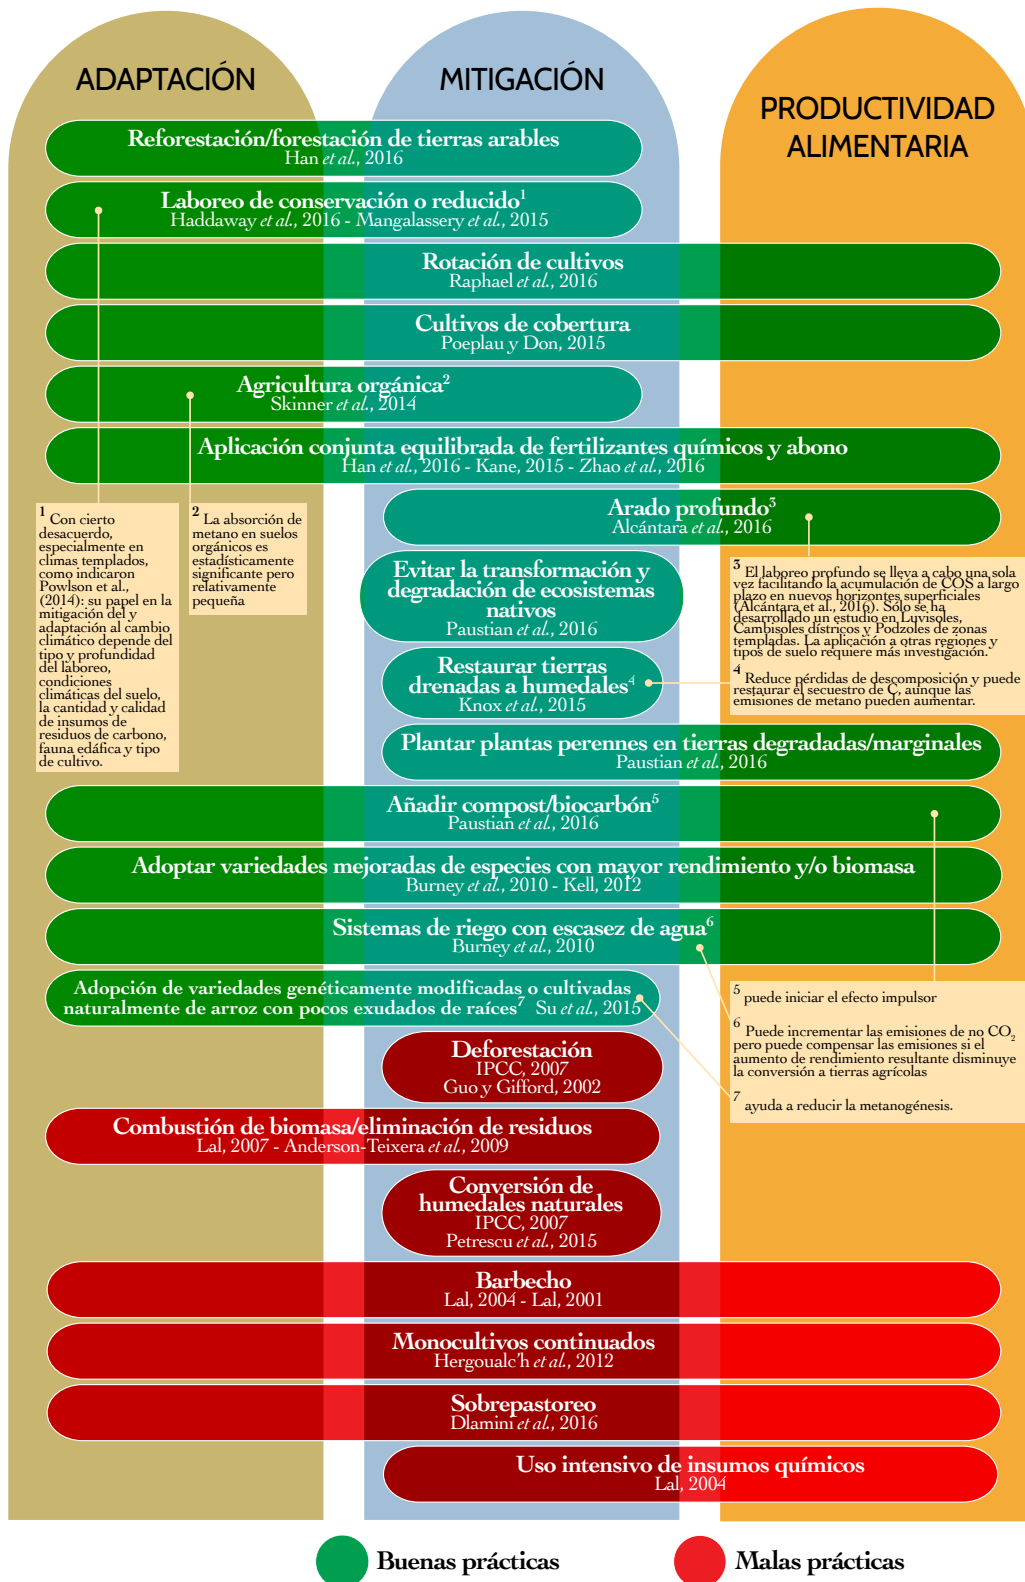 ADAPTACIÓN
MITIGACIÓN
PRODUCTIVIDAD
ALIMENTARIA
Reforestación/forestación de tierras arables
Han et al., 2016
Laboreo de conservación o reducido¹
Haddaway et al., 2016 - Mangalassery et al., 2015
Rotación de cultivos
Raphael et al., 2016
Cultivos de cobertura
Poeplau y Don, 2015
Agricultura orgánica²
Skinner et al., 2014
Aplicación conjunta equilibrada de fertilizantes químicos y abono
Han et al., 2016 - Kane, 2015 - Zhao et al., 2016
Arado profundo³
Alcántara et al., 2016
¹ Con cierto
desacuerdo,
especialmente en
climas templados,
como indicaron
Powlson et al.,
(2014): su papel en la
mitigación del y
adaptación al cambio
climático depende del
tipo y profundidad
del laboreo,
condiciones
climáticas del suelo,
la cantidad y calidad
de insumos de
residuos de carbono,
fauna edáfica y tipo
de cultivo.
² La absorción de
metano en suelos
orgánicos es
estadísticamente
significante pero
relativamente
pequeña
Evitar la transformación y
degradación de ecosistemas
nativos
Paustian et al., 2016
³ El laboreo profundo se lleva a cabo una sola
vez facilitando la acumulación de COS a largo
plazo en nuevos horizontes superficiales
(Alcántara et al., 2016). Sólo se ha
desarrollado un estudio en Luvisoles,
Cambisoles dístricos y Podzoles de zonas
templadas. La aplicación a otras regiones y
tipos de suelo requiere más investigación.
⁴ Reduce pérdidas de descomposición y puede
restaurar el secuestro de C, aunque las
emisiones de metano pueden aumentar.
Restaurar tierras
drenadas a humedales⁴
Knox et al., 2015
Plantar plantas perennes en tierras degradadas/marginales
Paustian et al., 2016
Añadir compost/biocarbón⁵
Paustian et al., 2016
Adoptar variedades mejoradas de especies con mayor rendimiento y/o biomasa
Burney et al., 2010 - Kell, 2012
Sistemas de riego con escasez de agua⁶
Burney et al., 2010
Adopción de variedades genéticamente modificadas o cultivadas
naturalmente de arroz con pocos exudados de raíces⁷ Su et al., 2015
⁵ puede iniciar el efecto impulsor
⁶ Puede incrementar las emisiones de no CO₂
pero puede compensar las emisiones si el
aumento de rendimiento resultante disminuye
la conversión a tierras agrícolas
⁷ ayuda a reducir la metanogénesis.
Deforestación
IPCC, 2007
Guo y Gifford, 2002
Combustión de biomasa/eliminación de residuos
Lal, 2007 - Anderson-Teixera et al., 2009
Conversión de
humedales naturales
IPCC, 2007
Petrescu et al., 2015
Barbecho
Lal, 2004 - Lal, 2001
Monocultivos continuados
Hergoualc'h et al., 2012
Sobrepastoreo
Dlamini et al., 2016
Uso intensivo de insumos químicos
Lal, 2004
Buenas prácticas
Malas prácticas